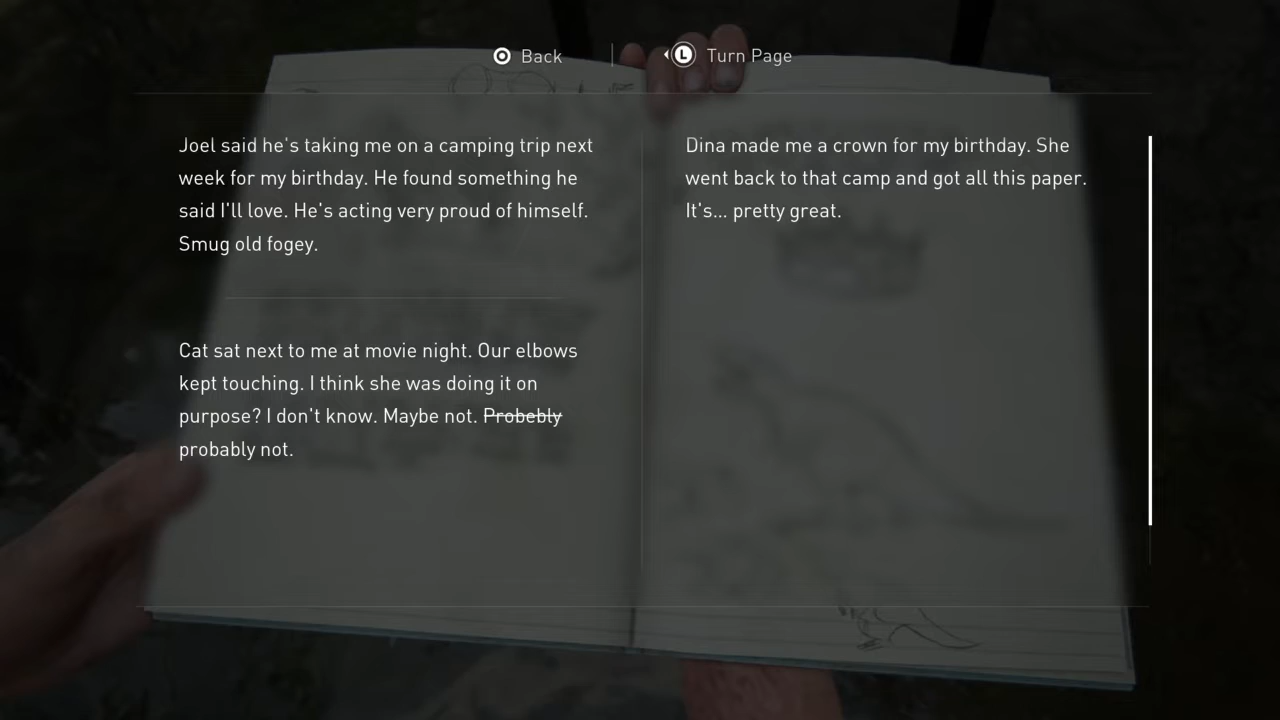 Back
Turn Page
Joel said he's taking me on a camping trip next
week for my birthday. He found something he
said I'll love. He's acting very proud of himself.
Smug old fogey.
Cat sat next to me at movie night. Our elbows
kept touching. I think she was doing it on
purpose? I don't know. Maybe not. Probebly
probably not.
Dina made me a crown for my birthday. She
went back to that camp and got all this paper.
It's... pretty great.